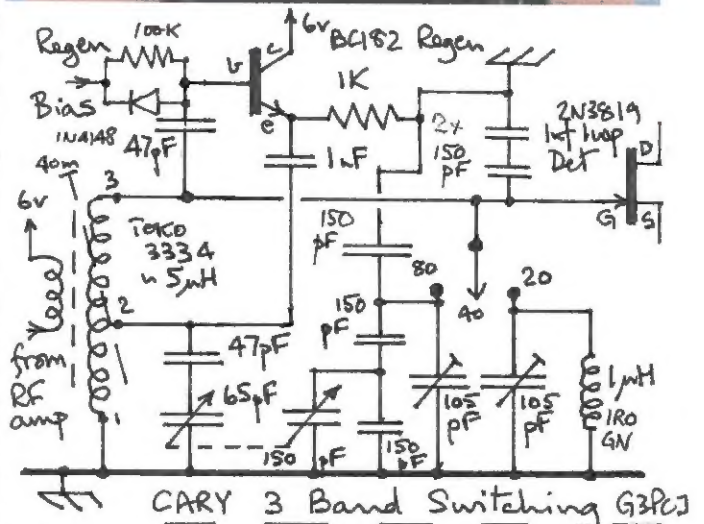 Regen
100K
6v
BC182 Regen
b
c
e
1K
Bias
1N4148
47pF
1nF
2x
150
pF
2N3819
Inf Imp
Det
D
G
S
40m
3
6v
TOKO
3334
~ 5µH
2
1
from
RF
amp
47pF
65pF
150
pF
150
pF
150
pF
150
pF
80
105
pF
40
20
105
pF
1µH
IRO
GN
CARY 3 Band Switching G3PCJ